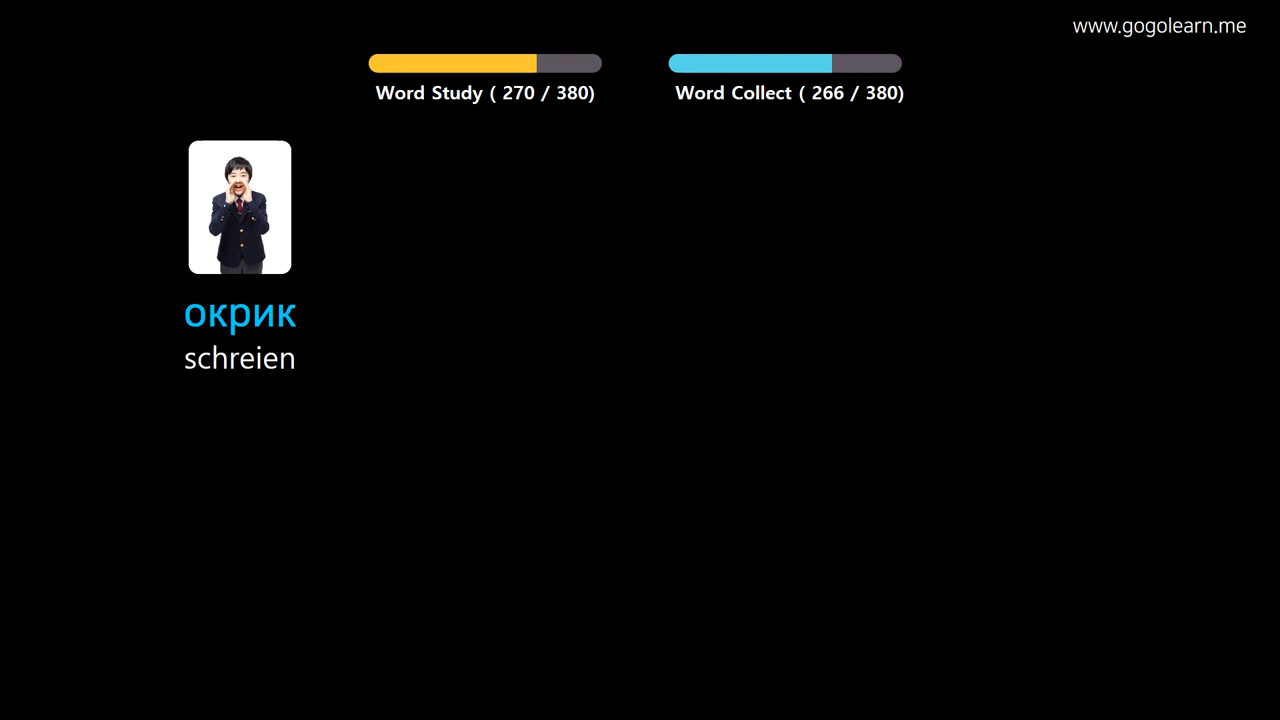 www.gogolearn.me
Word Study ( 270 / 380)
Word Collect ( 266 / 380)
окрик
schreien